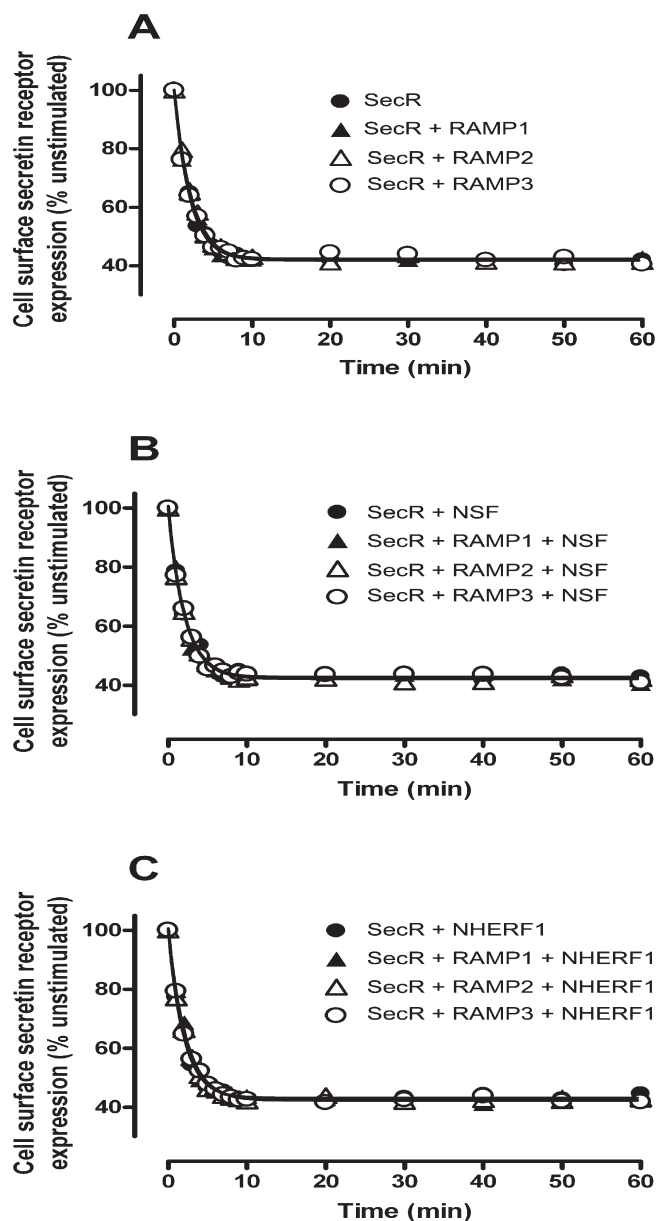 A
Cell surface secretin receptor
expression (% unstimulated)
100
80
60
40
SecR
SecR + RAMP1
SecR + RAMP2
SecR + RAMP3
0 10 20 30 40 50 60
Time (min)
B
Cell surface secretin receptor
expression (% unstimulated)
100
80
60
40
SecR + NSF
SecR + RAMP1 + NSF
SecR + RAMP2 + NSF
SecR + RAMP3 + NSF
0 10 20 30 40 50 60
Time (min)
C
Cell surface secretin receptor
expression (% unstimulated)
100
80
60
40
SecR + NHERF1
SecR + RAMP1 + NHERF1
SecR + RAMP2 + NHERF1
SecR + RAMP3 + NHERF1
0 10 20 30 40 50 60
Time (min)